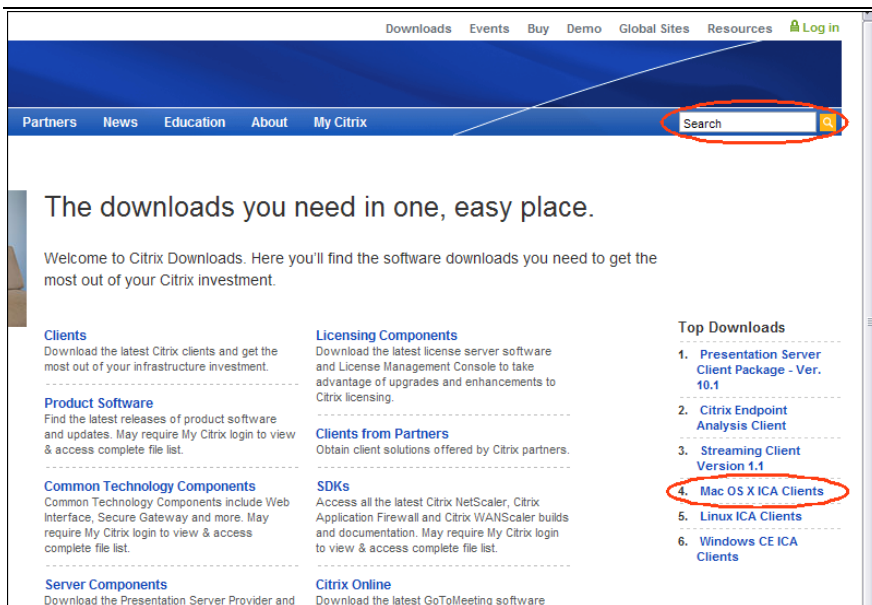 Downloads Events Buy Demo Global Sites Resources Log in
Partners News Education About My Citrix
Search
The downloads you need in one, easy place.
Welcome to Citrix Downloads. Here you'll find the software downloads you need to get the
most out of your Citrix investment.
Clients
Download the latest Citrix clients and get the
most out of your infrastructure investment.
Product Software
Find the latest releases of product software
and updates. May require My Citrix login to view
& access complete file list.
Common Technology Components
Common Technology Components include Web
Interface, Secure Gateway and more. May
require My Citrix login to view & access
complete file list.
Server Components
Download the Presentation Server Provider and
Licensing Components
Download the latest license server software
and License Management Console to take
advantage of upgrades and enhancements to
Citrix licensing.
Clients from Partners
Obtain client solutions offered by Citrix partners.
SDKs
Access all the latest Citrix NetScaler, Citrix
Application Firewall and Citrix WANScaler builds
and documentation. May require My Citrix login
to view & access complete file list.
Citrix Online
Download the latest GoToMeeting software
Top Downloads
1. Presentation Server
Client Package - Ver.
10.1
2. Citrix Endpoint
Analysis Client
3. Streaming Client
Version 1.1
4. Mac OS X ICA Clients
5. Linux ICA Clients
6. Windows CE ICA
Clients